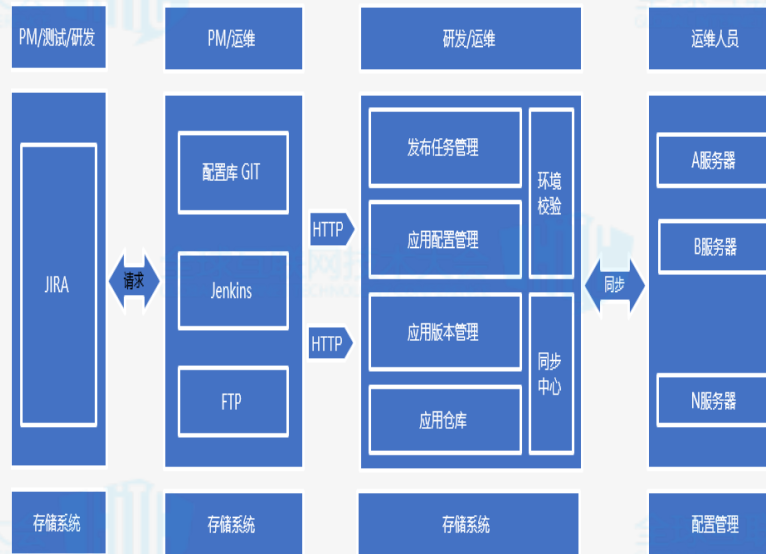 PM/测试/研发
PM/运维
研发/运维
运维人员
JIRA
请求
配置库 GIT
Jenkins
FTP
HTTP
HTTP
发布任务管理
应用配置管理
应用版本管理
应用仓库
环境
校验
同步
中心
同步
A服务器
B服务器
N服务器
存储系统
存储系统
存储系统
配置管理